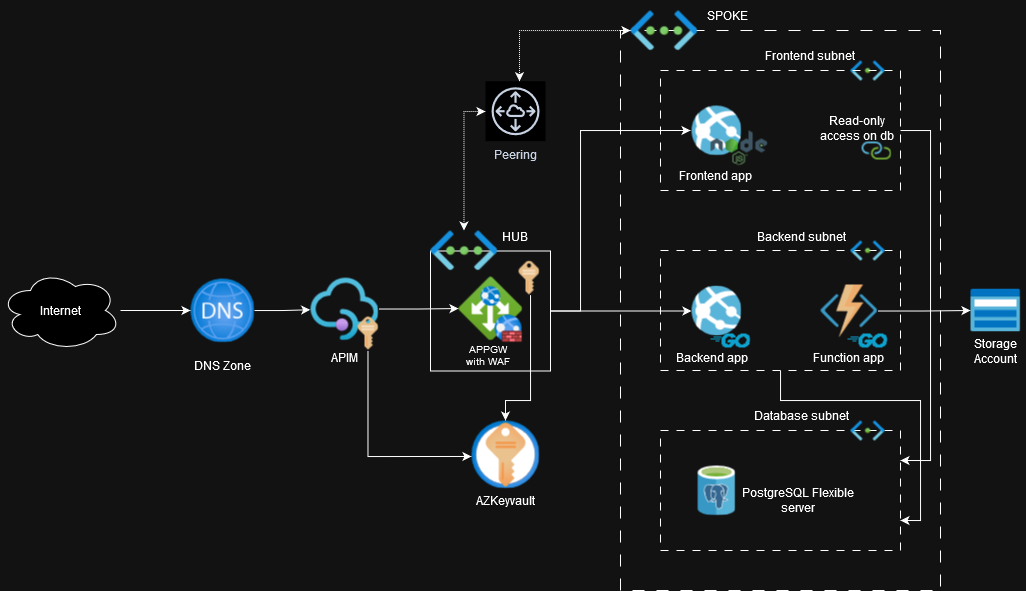 SPOKE
Frontend subnet
Read-only
access on db
node
JS
Frontend app
Peering
HUB
Backend subnet
Internet
DNS
DNS Zone
APIM
APPGW
with WAF
GO
Backend app
GO
Function app
Storage
Account
Database subnet
PostgreSQL Flexible
server
AZKeyvault